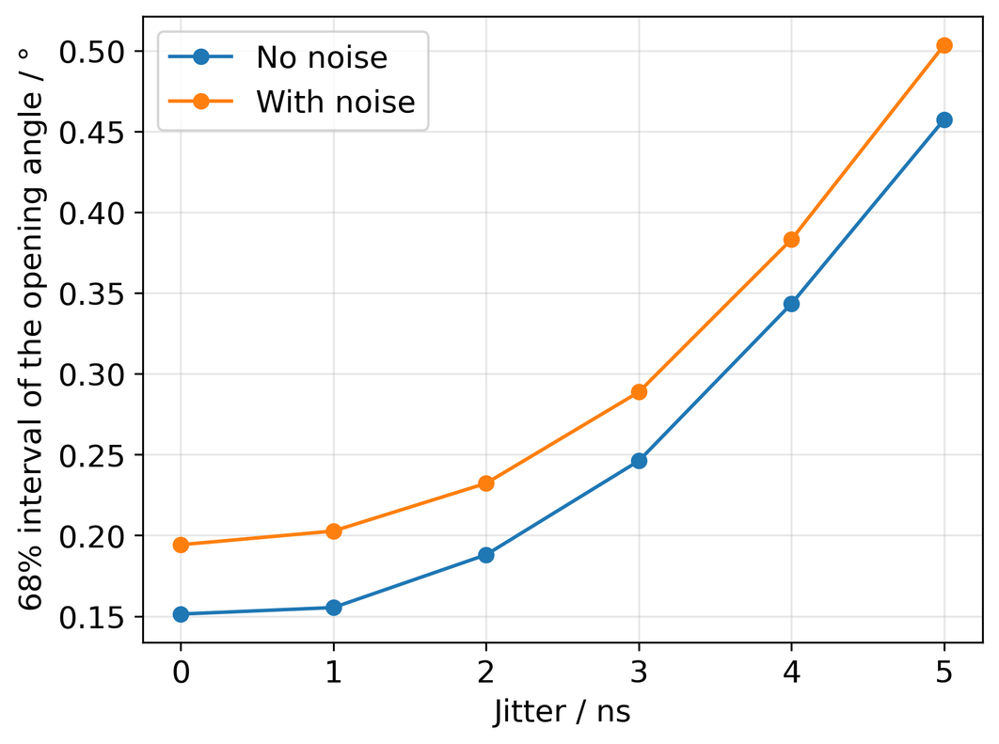 No noise
With noise
68% interval of the opening angle / °
0.50
0.45
0.40
0.35
0.30
0.25
0.20
0.15
0 1 2 3 4 5
Jitter / ns